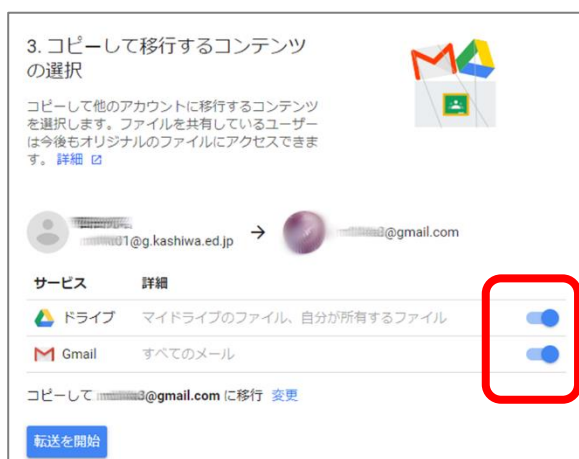 3. コピーして移行するコンテンツ
の選択
コピーして他のアカウントに移行するコンテンツ
を選択します。ファイルを共有しているユーザー
は今後もオリジナルのファイルにアクセスできま
す。 詳細
01@g.kashiwa.ed.jp → @gmail.com
サービス 詳細
ドライブ マイドライブのファイル、自分が所有するファイル
Gmail すべてのメール
コピーして 3@gmail.com に移行 変更
転送を開始